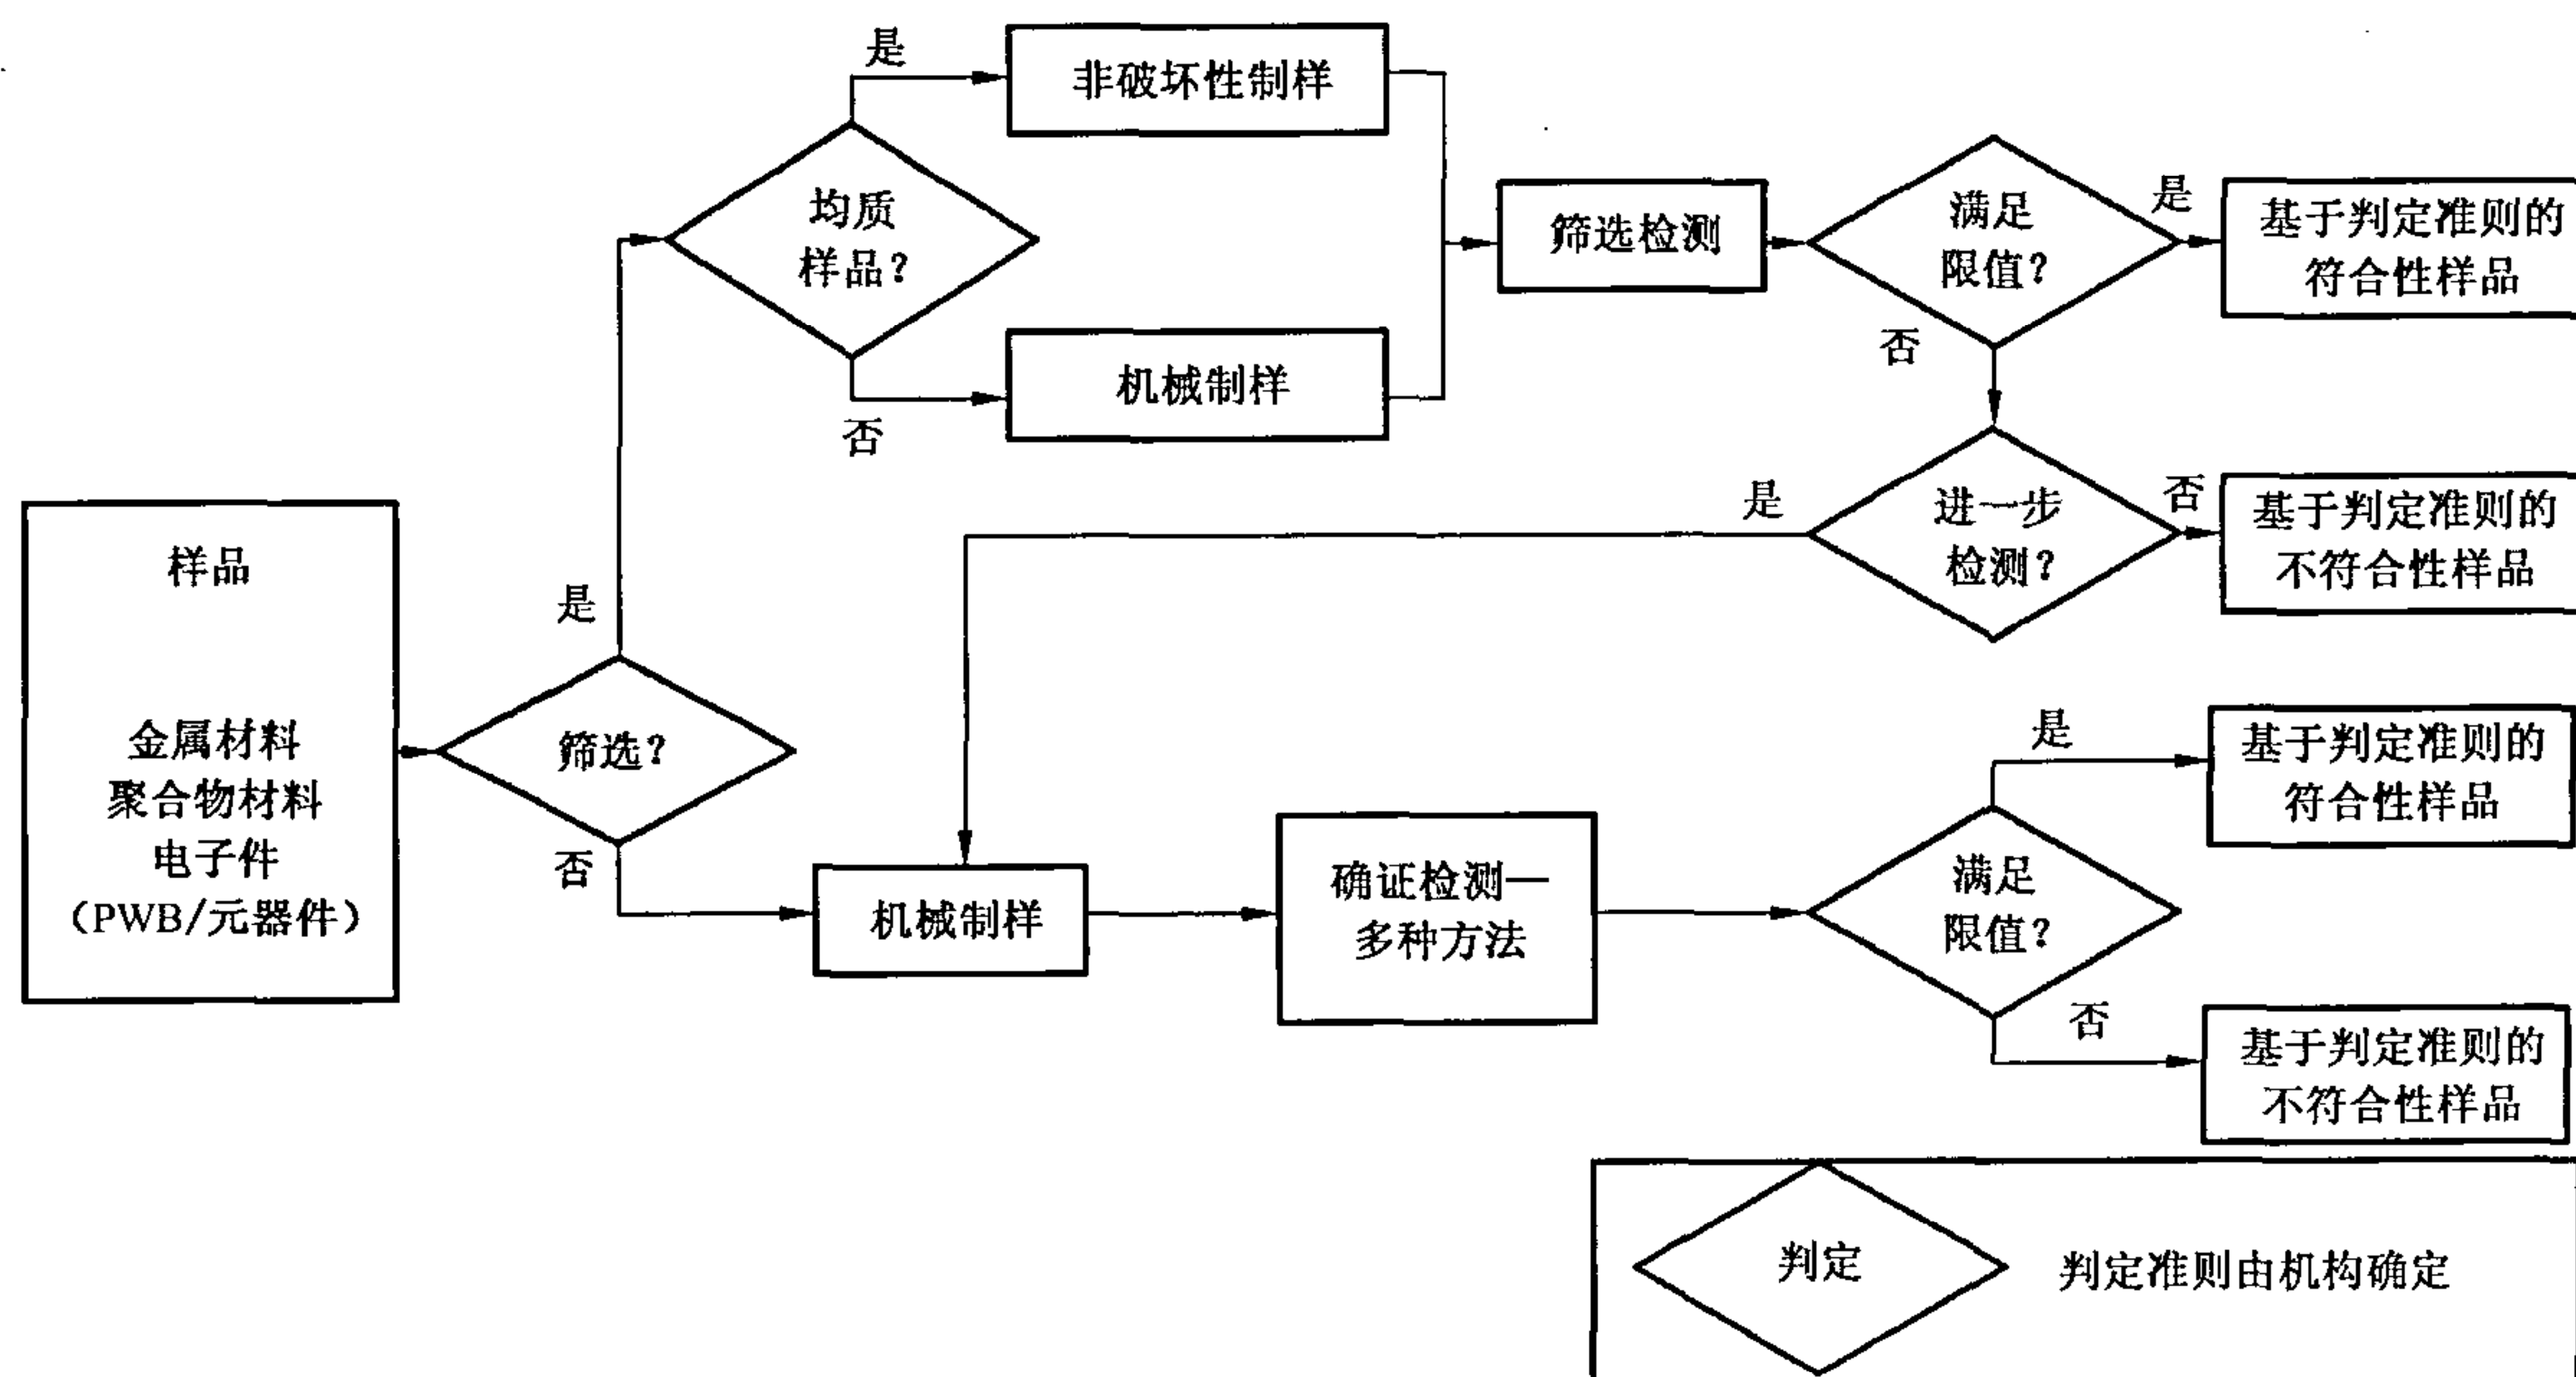 是
非破坏性制样
均质
样品?
筛选检测
满足
限值?
是
基于判定准则的
符合性样品
否
机械制样
否
是
进一步
检测?
否
基于判定准则的
不符合性样品
样品
金属材料
聚合物材料
电子件
(PWB/元器件)
是
筛选?
否
机械制样
确证检测—
多种方法
满足
限值?
是
基于判定准则的
符合性样品
否
基于判定准则的
不符合性样品
判定
判定准则由机构确定